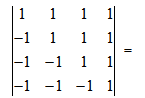 | 1 1 1 1 |
| −1 1 1 1 |
| −1 −1 1 1 | =
| −1 −1 −1 1 |